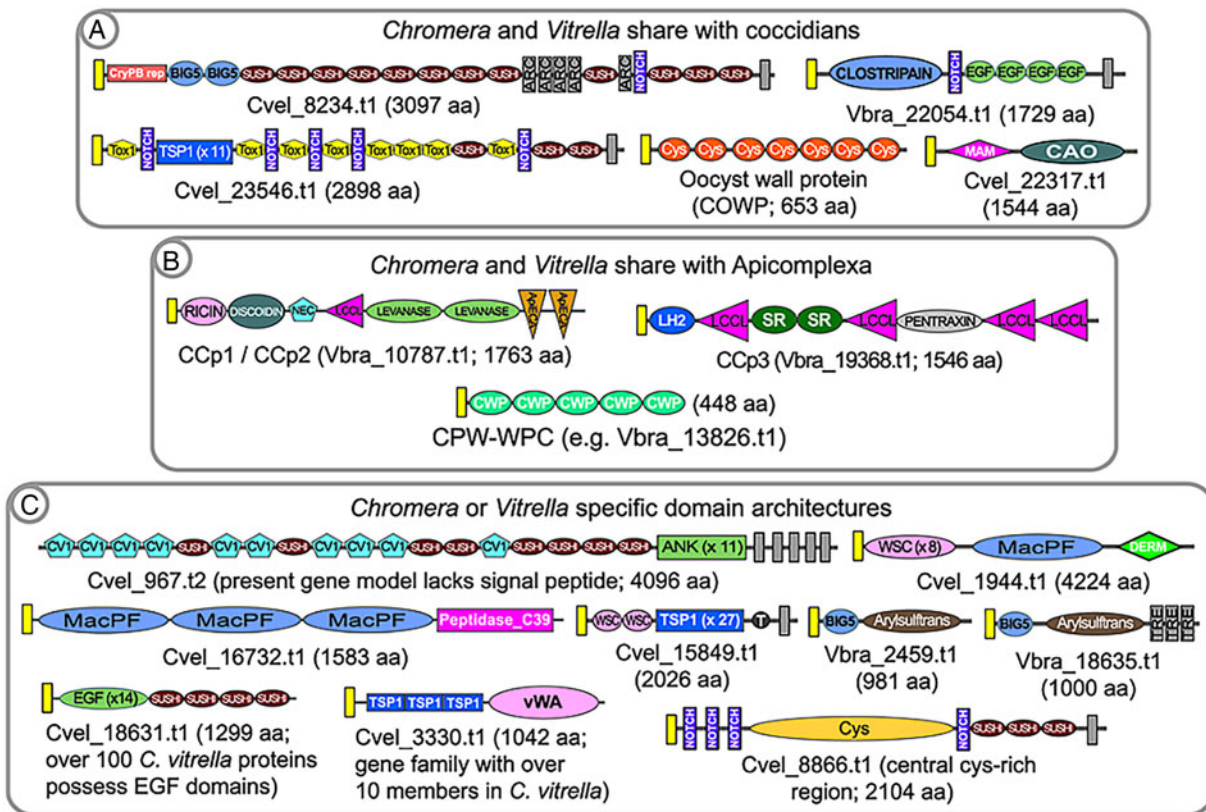 A
Chromera and Vitrella share with coccidians
CryPB rep BIG5 BIG5 SUSHI SUSHI SUSHI SUSHI SUSHI SUSHI SUSHI SUSHI SUSHI ARC ARC ARC ARC SUSHI ARC NOTCH SUSHI SUSHI SUSHI
Cvel_8234.t1 (3097 aa)
CLOSTRIPAIN NOTCH EGF EGF EGF EGF
Vbra_22054.t1 (1729 aa)
Tox1 NOTCH TSP1 (x 11) Tox1 NOTCH Tox1 NOTCH Tox1 NOTCH Tox1 Tox1 Tox1 SUSHI SUSHI Tox1 NOTCH SUSHI SUSHI
Cvel_23546.t1 (2898 aa)
Cys Cys Cys Cys Cys Cys Cys
Oocyst wall protein
(COWP; 653 aa)
MAM CAO
Cvel_22317.t1
(1544 aa)
B
Chromera and Vitrella share with Apicomplexa
RICIN DISCOIDIN NEC LCCL LEVANASE LEVANASE ApECA ApECA
CCp1 / CCp2 (Vbra_10787.t1; 1763 aa)
LH2 LCCL SR SR LCCL PENTRAXIN LCCL LCCL
CCp3 (Vbra_19368.t1; 1546 aa)
CWP CWP CWP CWP CWP (448 aa)
CPW-WPC (e.g. Vbra_13826.t1)
C
Chromera or Vitrella specific domain architectures
CV1 CV1 CV1 CV1 SUSHI CV1 CV1 SUSHI CV1 CV1 CV1 SUSHI SUSHI CV1 SUSHI SUSHI SUSHI SUSHI ANK (x 11)
Cvel_967.t2 (present gene model lacks signal peptide; 4096 aa)
WSC (x 8) MacPF DERM
Cvel_1944.t1 (4224 aa)
MacPF MacPF MacPF Peptidase_C39
Cvel_16732.t1 (1583 aa)
WSC WSC TSP1 (x 27) T
Cvel_15849.t1
(2026 aa)
BIG5 Arylsulftrans
Vbra_2459.t1
(981 aa)
BIG5 Arylsulftrans
Vbra_18635.t1
(1000 aa)
EGF (x14) SUSHI SUSHI SUSHI SUSHI
Cvel_18631.t1 (1299 aa;
over 100 C. vitrella proteins
possess EGF domains)
TSP1 TSP1 TSP1 vWA
Cvel_3330.t1 (1042 aa;
gene family with over
10 members in C. vitrella)
NOTCH NOTCH NOTCH Cys NOTCH SUSHI SUSHI SUSHI
Cvel_8866.t1 (central cys-rich
region; 2104 aa)